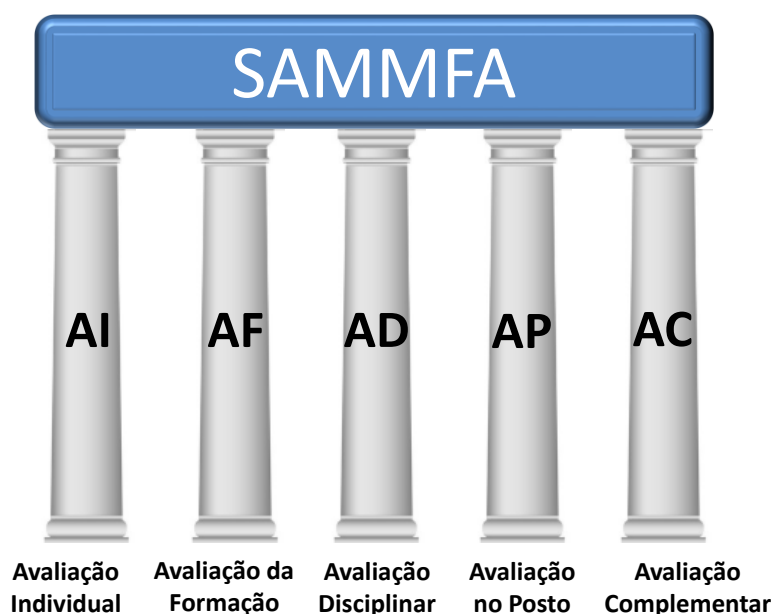 SAMMFA
AI
AF
AD
AP
AC
Avaliação
Individual
Avaliação da
Formação
Avaliação
Disciplinar
Avaliação
no Posto
Avaliação
Complementar